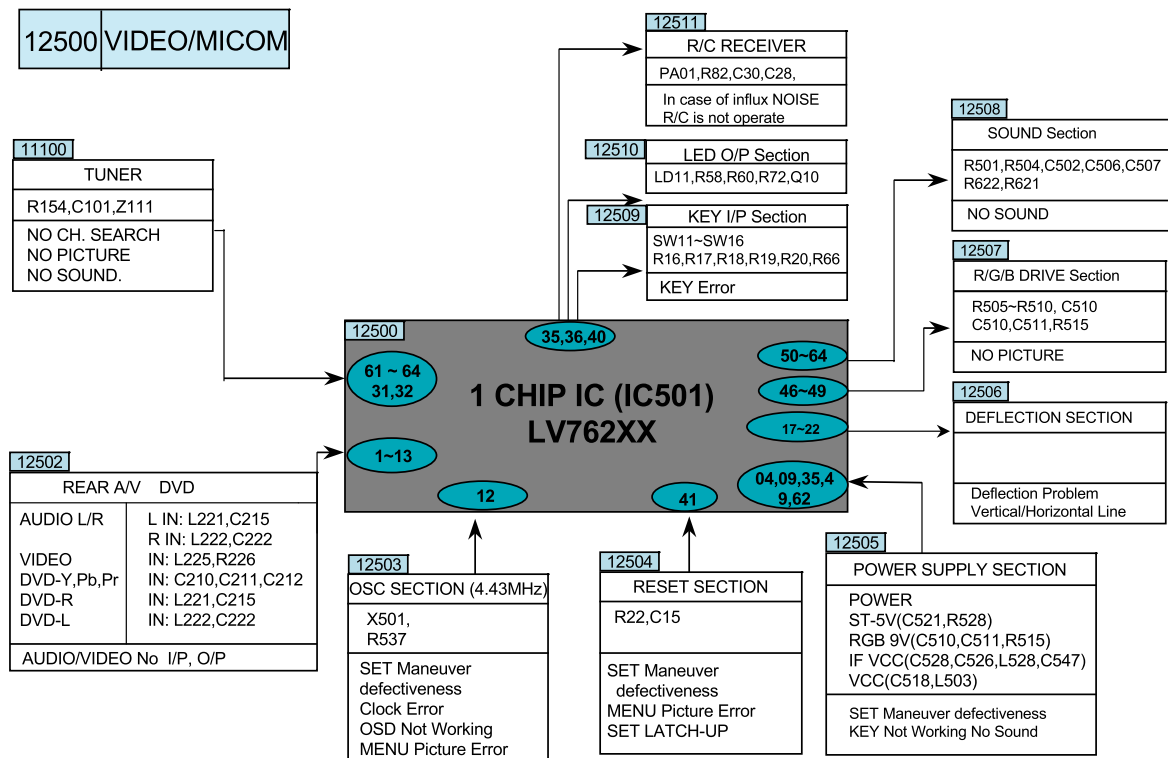 12500 VIDEO/MICOM
12511
R/C RECEIVER
PA01,R82,C30,C28,
In case of influx NOISE
R/C is not operate
12510
LED O/P Section
LD11,R58,R60,R72,Q10
12509
KEY I/P Section
SW11~SW16
R16,R17,R18,R19,R20,R66
KEY Error
12508
SOUND Section
R501,R504,C502,C506,C507
R622,R621
NO SOUND
12507
R/G/B DRIVE Section
R505~R510, C510
C510,C511,R515
NO PICTURE
12506
DEFLECTION SECTION
Deflection Problem
Vertical/Horizontal Line
11100
TUNER
R154,C101,Z111
NO CH. SEARCH
NO PICTURE
NO SOUND.
12500
35,36,40
61 ~ 64
31,32
1~13
12
41
50~64
46~49
17~22
04,09,35,4
9,62
1 CHIP IC (IC501)
LV762XX
12502
REAR A/V DVD
AUDIO L/R L IN: L221,C215
R IN: L222,C222
VIDEO IN: L225,R226
DVD-Y,Pb,Pr IN: C210,C211,C212
DVD-R IN: L221,C215
DVD-L IN: L222,C222
AUDIO/VIDEO No I/P, O/P
12503
OSC SECTION (4.43MHz)
X501,
R537
SET Maneuver
defectiveness
Clock Error
OSD Not Working
MENU Picture Error
12504
RESET SECTION
R22,C15
SET Maneuver
defectiveness
MENU Picture Error
SET LATCH-UP
12505
POWER SUPPLY SECTION
POWER
ST-5V(C521,R528)
RGB 9V(C510,C511,R515)
IF VCC(C528,C526,L528,C547)
VCC(C518,L503)
SET Maneuver defectiveness
KEY Not Working No Sound